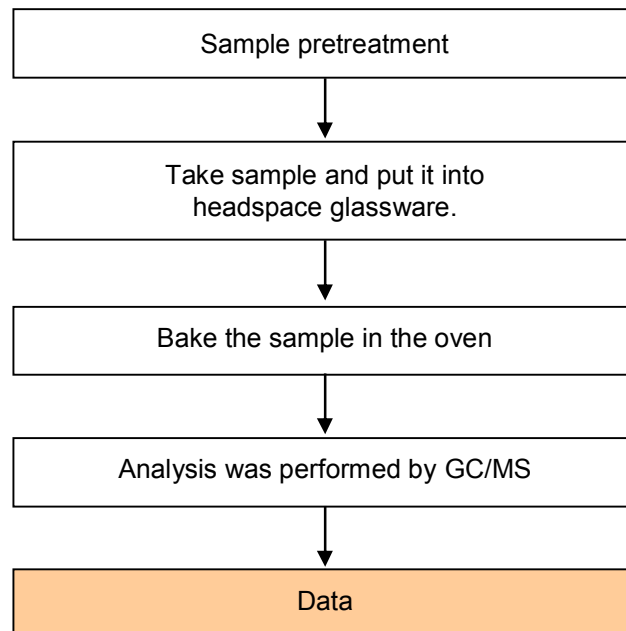 Sample pretreatment
Take sample and put it into
headspace glassware.
Bake the sample in the oven
Analysis was performed by GC/MS
Data